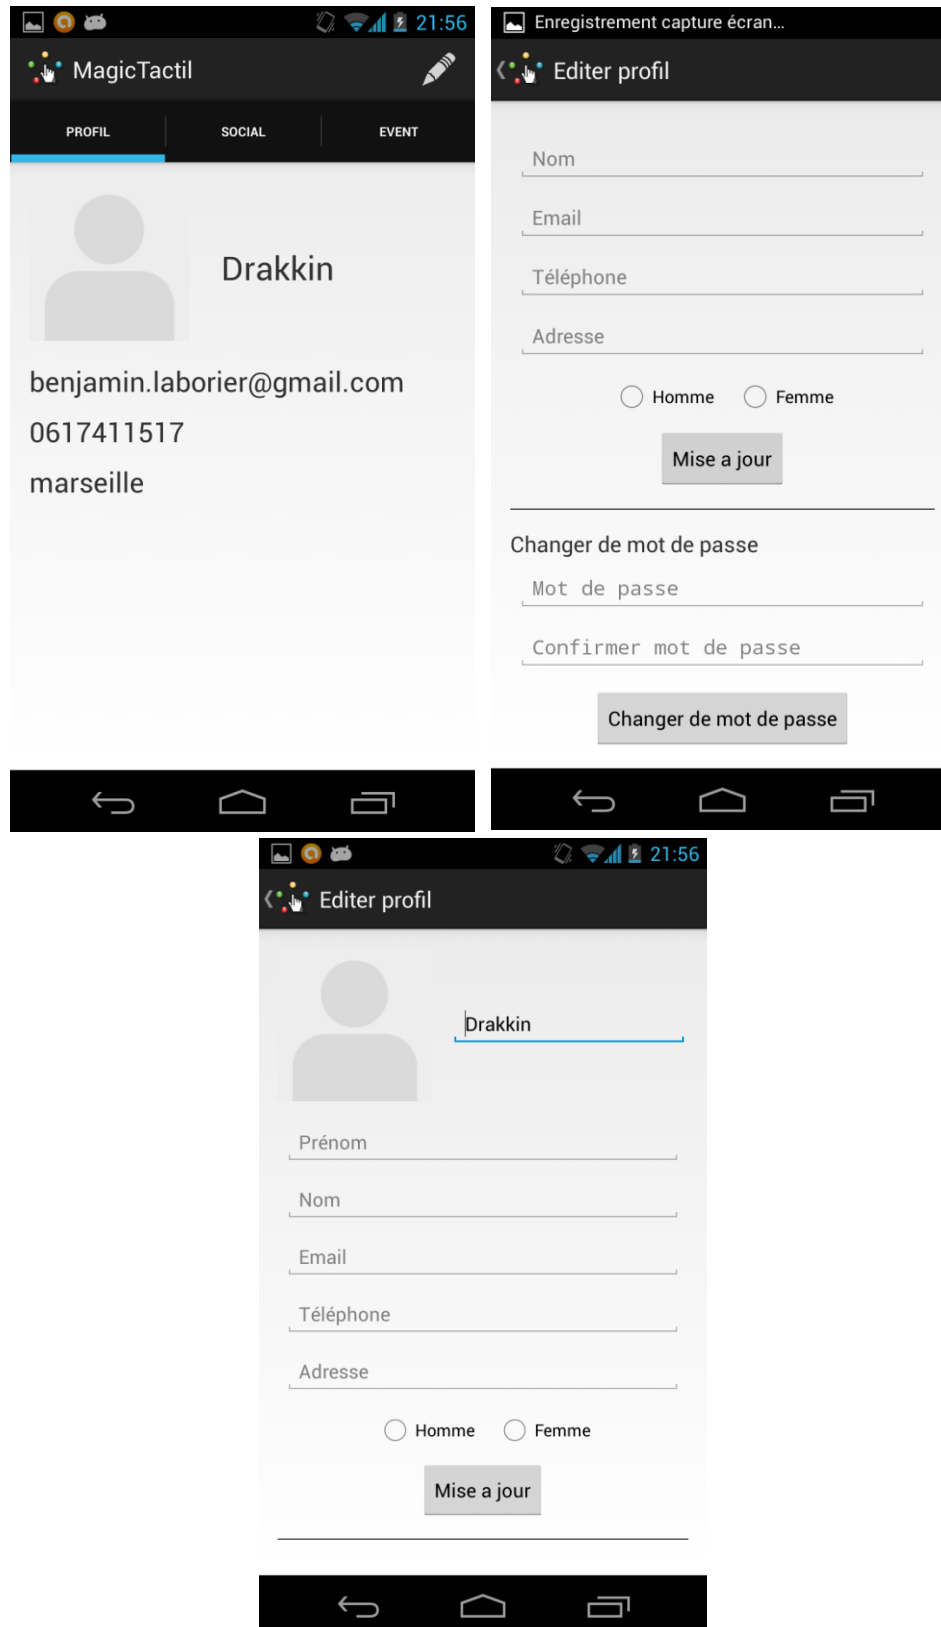 21:56
MagicTactil
PROFIL SOCIAL EVENT
Drakkin
benjamin.laborier@gmail.com
0617411517
marseille
Enregistrement capture écran...
Editer profil
Nom
Email
Téléphone
Adresse
Homme Femme
Mise a jour
Changer de mot de passe
Mot de passe
Confirmer mot de passe
Changer de mot de passe
21:56
Editer profil
Drakkin
Prénom
Nom
Email
Téléphone
Adresse
Homme Femme
Mise a jour